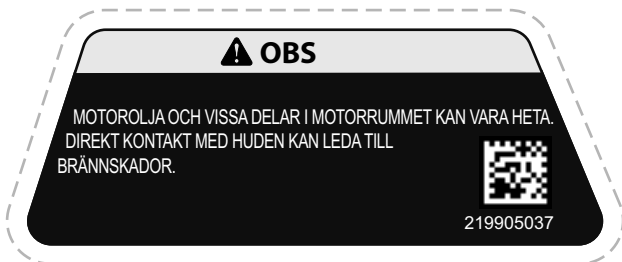 OBS
MOTOROLJA OCH VISSA DELAR I MOTORRUMMET KAN VARA HETA.
DIREKT KONTAKT MED HUDEN KAN LEDA TILL
BRÄNNSKADOR.
219905037